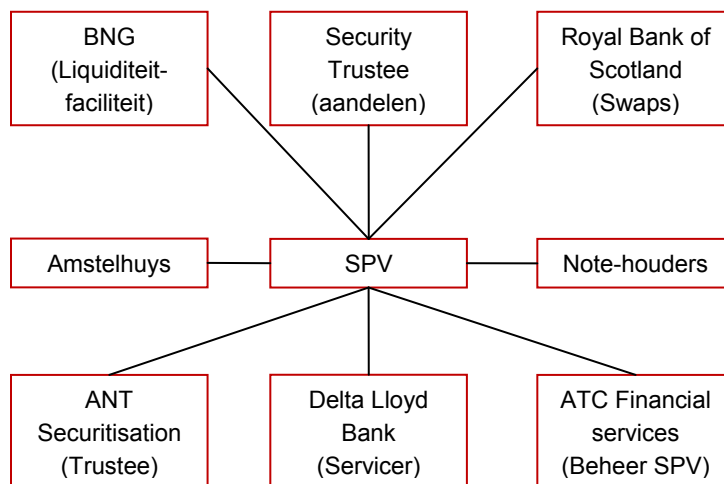 BNG
(Liquiditeit-
faciliteit)
Security
Trustee
(aandelen)
Royal Bank of
Scotland
(Swaps)
Amstelhuys
SPV
Note-houders
ANT
Securitisation
(Trustee)
Delta Lloyd
Bank
(Servicer)
ATC Financial
services
(Beheer SPV)